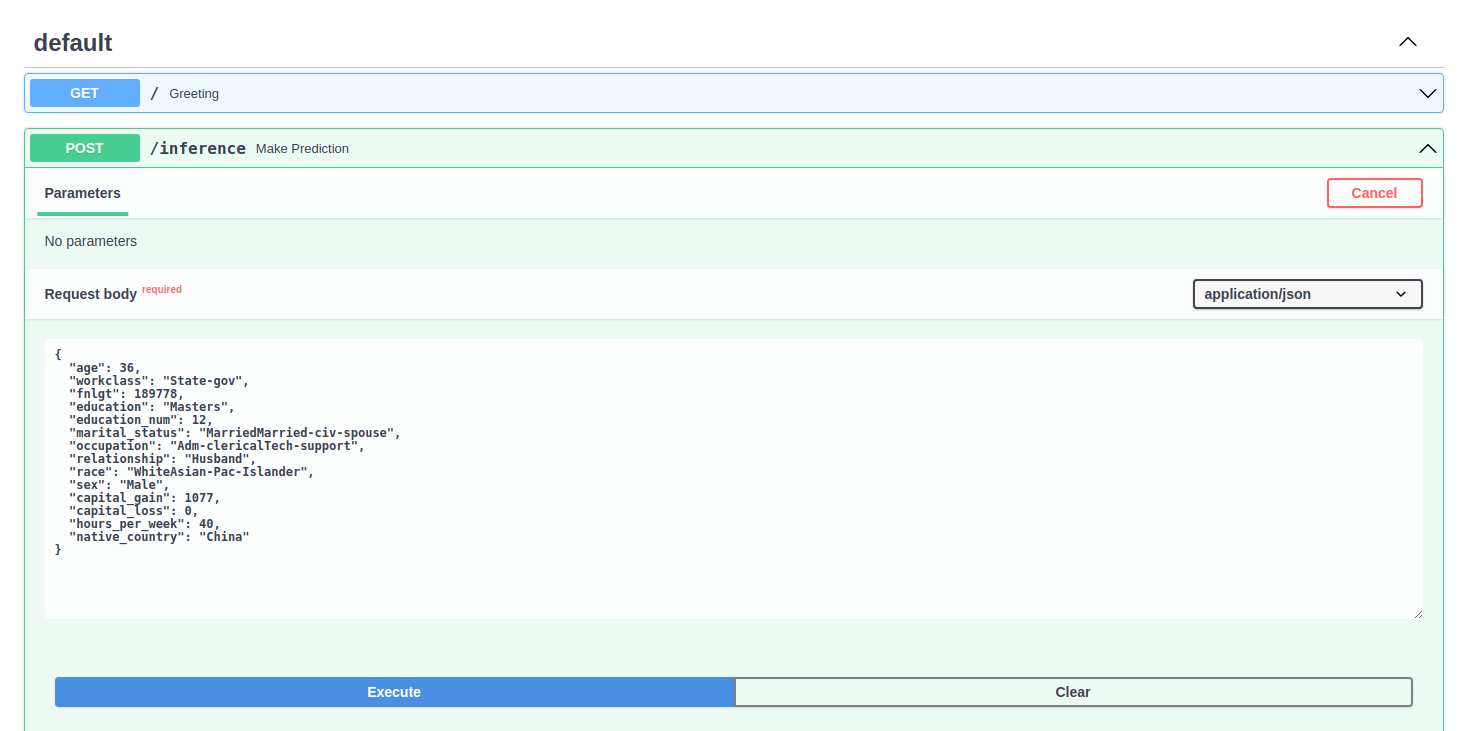 default
GET / Greeting
POST /inference Make Prediction
Parameters Cancel
No parameters
Request body required application/json
{
  "age": 36,
  "workclass": "State-gov",
  "fnlgt": 189778,
  "education": "Masters",
  "education_num": 12,
  "marital_status": "MarriedMarried-civ-spouse",
  "occupation": "Adm-clericalTech-support",
  "relationship": "Husband",
  "race": "WhiteAsian-Pac-Islander",
  "sex": "Male",
  "capital_gain": 1077,
  "capital_loss": 0,
  "hours_per_week": 40,
  "native_country": "China"
}
Execute Clear